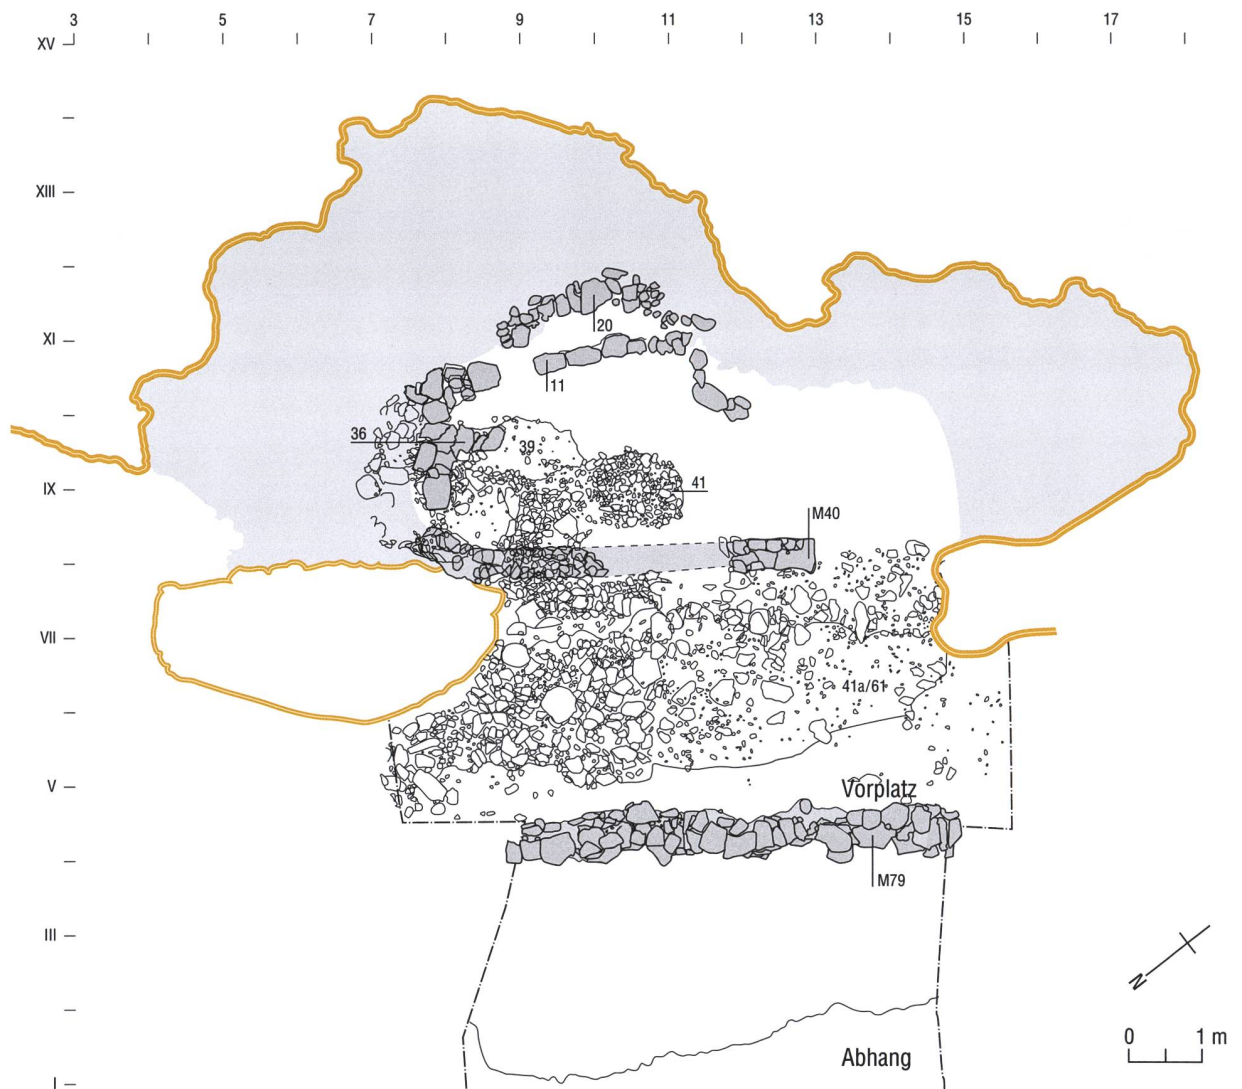 3 5 7 9 11 13 15 17
XV
XIII
XI
IX
VII
V
III
I
20
11
36
39
41
M40
41a/61
Vorplatz
M79
N
0 1 m
Abhang